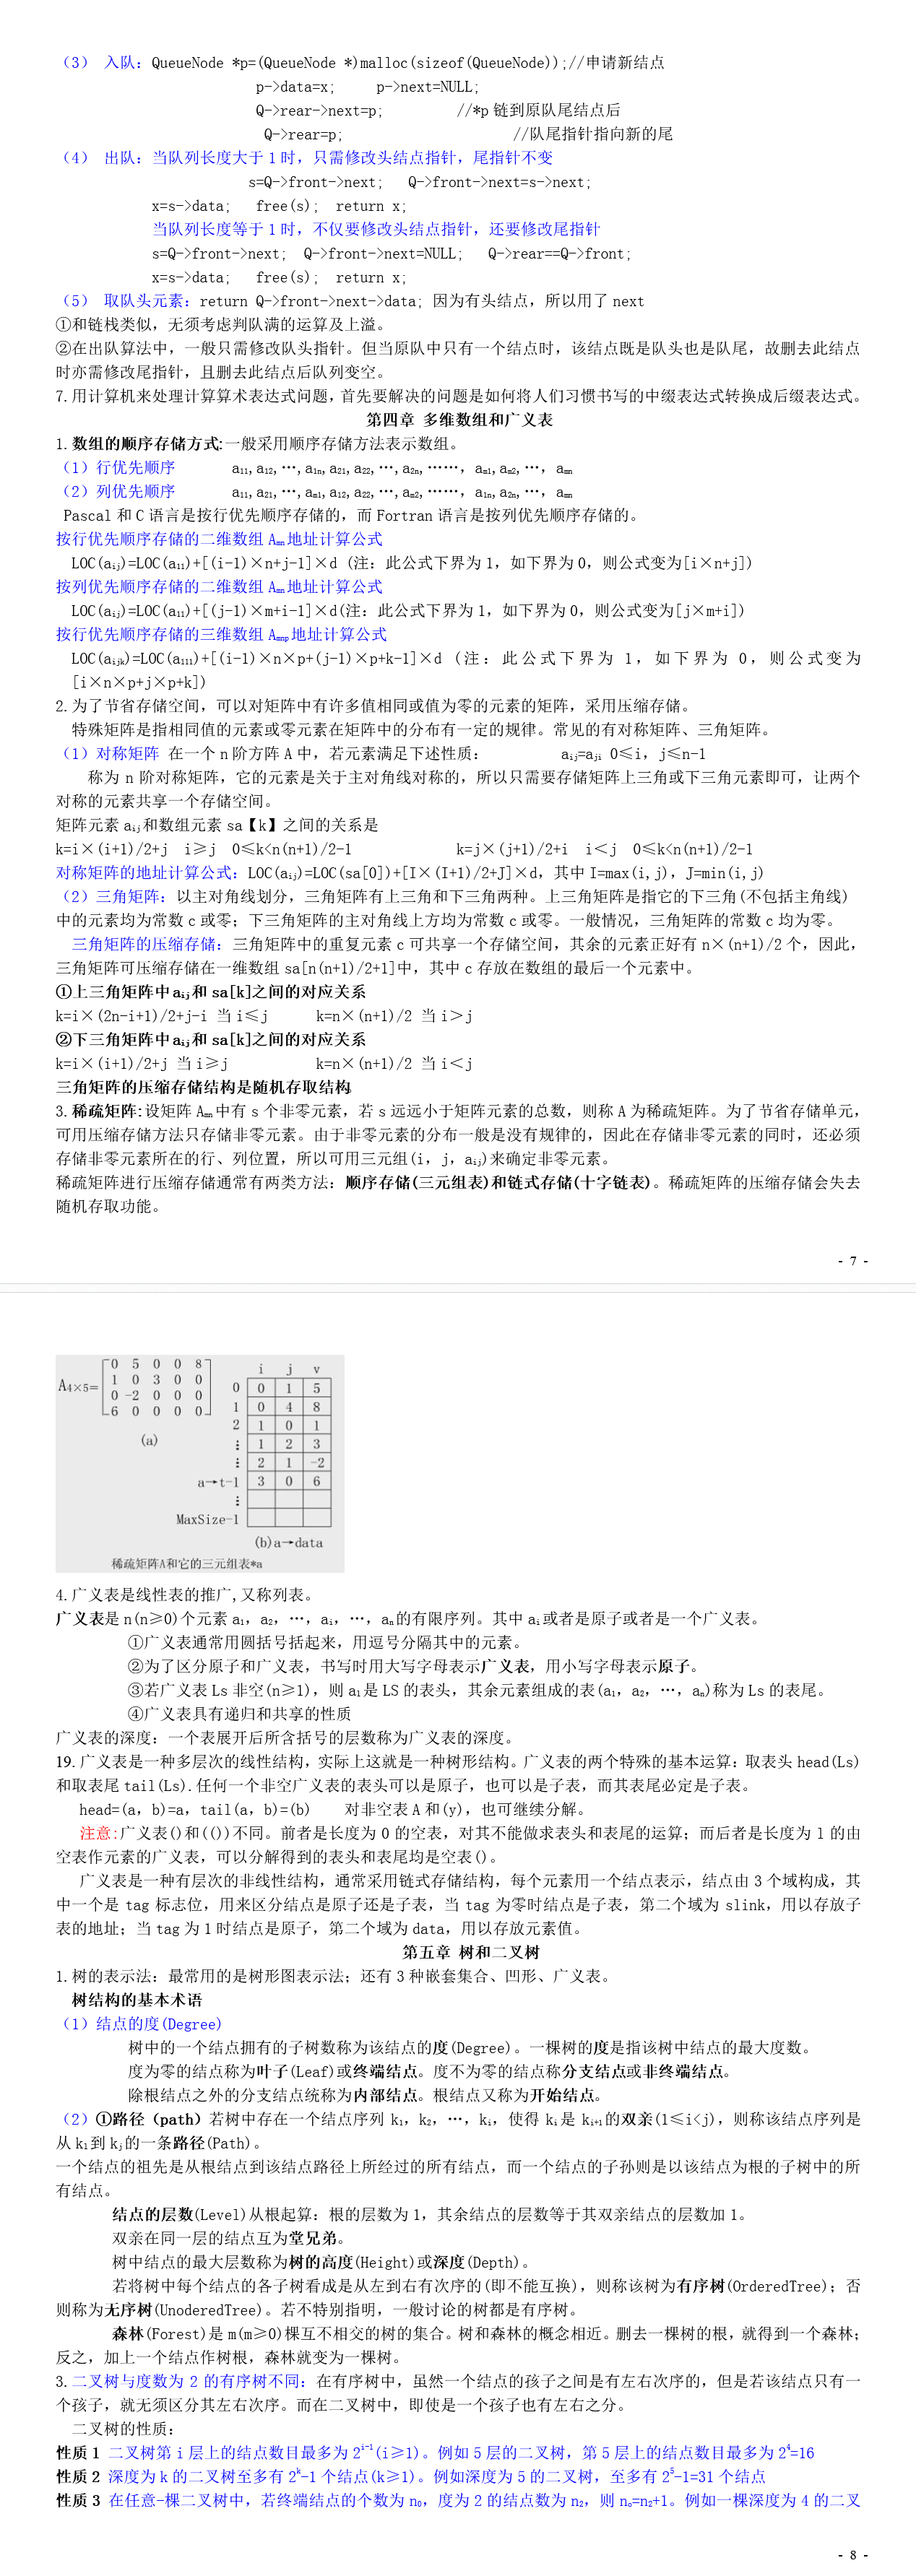 （3） 入队：QueueNode *p=(QueueNode *)malloc(sizeof(QueueNode));//申请新结点
p->data=x; p->next=NULL;
Q->rear->next=p; //*p 链到原队尾结点后
Q->rear=p; //队尾指针指向新的尾
（4） 出队：当队列长度大于 1 时，只需修改头结点指针，尾指针不变
s=Q->front->next; Q->front->next=s->next;
x=s->data; free(s); return x;
当队列长度等于 1 时，不仅要修改头结点指针，还要修改尾指针
s=Q->front->next; Q->front->next=NULL; Q->rear==Q->front;
x=s->data; free(s); return x;
（5） 取队头元素：return Q->front->next->data; 因为有头结点，所以用了 next
①和链栈类似，无须考虑判队满的运算及上溢。
②在出队算法中，一般只需修改队头指针。但当原队中只有一个结点时，该结点既是队头也是队尾，故删去此结点
时亦需修改尾指针，且删去此结点后队列变空。
7.用计算机来处理计算算术表达式问题，首先要解决的问题是如何将人们习惯书写的中缀表达式转换成后缀表达式。
第四章 多维数组和广义表
1.数组的顺序存储方式:一般采用顺序存储方法表示数组。
（1）行优先顺序 a11,a12,…,a1n,a21,a22,…,a2n,……，am1,am2,…，amn
（2）列优先顺序 a11,a21,…,am1,a12,a22,…,am2,……，a1n,a2n,…，amn
Pascal 和 C 语言是按行优先顺序存储的，而 Fortran 语言是按列优先顺序存储的。
按行优先顺序存储的二维数组 Amn 地址计算公式
LOC(aij)=LOC(a11)+[(i-1)×n+j-1]×d (注：此公式下界为 1，如下界为 0，则公式变为[i×n+j])
按列优先顺序存储的二维数组 Amn 地址计算公式
LOC(aij)=LOC(a11)+[(j-1)×m+i-1]×d(注：此公式下界为 1，如下界为 0，则公式变为[j×m+i])
按行优先顺序存储的三维数组 Amnp 地址计算公式
LOC(aijk)=LOC(a111)+[(i-1)×n×p+(j-1)×p+k-1]×d (注：此公式下界为 1，如下界为 0，则公式变为
[i×n×p+j×p+k])
2.为了节省存储空间，可以对矩阵中有许多值相同或值为零的元素的矩阵，采用压缩存储。
特殊矩阵是指相同值的元素或零元素在矩阵中的分布有一定的规律。常见的有对称矩阵、三角矩阵。
（1）对称矩阵 在一个 n 阶方阵 A 中，若元素满足下述性质： aij=aji 0≤i，j≤n-1
称为 n 阶对称矩阵，它的元素是关于主对角线对称的，所以只需要存储矩阵上三角或下三角元素即可，让两个
对称的元素共享一个存储空间。
矩阵元素 aij 和数组元素 sa【k】之间的关系是
k=i×(i+1)/2+j i≥j 0≤k<n(n+1)/2-1 k=j×(j+1)/2+i i＜j 0≤k<n(n+1)/2-1
对称矩阵的地址计算公式：LOC(aij)=LOC(sa[0])+[I×(I+1)/2+J]×d，其中 I=max(i,j)，J=min(i,j)
（2）三角矩阵：以主对角线划分，三角矩阵有上三角和下三角两种。上三角矩阵是指它的下三角(不包括主角线)
中的元素均为常数 c 或零；下三角矩阵的主对角线上方均为常数 c 或零。一般情况，三角矩阵的常数 c 均为零。
三角矩阵的压缩存储：三角矩阵中的重复元素 c 可共享一个存储空间，其余的元素正好有 n×(n+1)/2 个，因此，
三角矩阵可压缩存储在一维数组 sa[n(n+1)/2+1]中，其中 c 存放在数组的最后一个元素中。
①上三角矩阵中 aij 和 sa[k]之间的对应关系
k=i×(2n-i+1)/2+j-i 当 i≤j k=n×(n+1)/2 当 i＞j
②下三角矩阵中 aij 和 sa[k]之间的对应关系
k=i×(i+1)/2+j 当 i≥j k=n×(n+1)/2 当 i＜j
三角矩阵的压缩存储结构是随机存取结构
3.稀疏矩阵:设矩阵 Amn 中有 s 个非零元素，若 s 远远小于矩阵元素的总数，则称 A 为稀疏矩阵。为了节省存储单元，
可用压缩存储方法只存储非零元素。由于非零元素的分布一般是没有规律的，因此在存储非零元素的同时，还必须
存储非零元素所在的行、列位置，所以可用三元组(i，j，aij)来确定非零元素。
稀疏矩阵进行压缩存储通常有两类方法：顺序存储(三元组表)和链式存储(十字链表)。稀疏矩阵的压缩存储会失去
随机存取功能。
- 7 -
A4×5=
0 5 0 0 8
1 0 3 0 0
0 -2 0 0 0
6 0 0 0 0
(a)
i j v
0 0 1 5
1 0 4 8
2 1 0 1
⋮ 1 2 3
⋮ 2 1 -2
a→t-1 3 0 6
⋮
MaxSize-1
(b)a→data
稀疏矩阵A和它的三元组表*a
4.广义表是线性表的推广,又称列表。
广义表是 n(n≥0)个元素 a1，a2，…，ai，…，an 的有限序列。其中 ai 或者是原子或者是一个广义表。
①广义表通常用圆括号括起来，用逗号分隔其中的元素。
②为了区分原子和广义表，书写时用大写字母表示广义表，用小写字母表示原子。
③若广义表 Ls 非空(n≥1)，则 a1 是 LS 的表头，其余元素组成的表(a1，a2，…，an)称为 Ls 的表尾。
④广义表具有递归和共享的性质
广义表的深度：一个表展开后所含括号的层数称为广义表的深度。
19.广义表是一种多层次的线性结构，实际上这就是一种树形结构。广义表的两个特殊的基本运算：取表头 head(Ls)
和取表尾 tail(Ls).任何一个非空广义表的表头可以是原子，也可以是子表，而其表尾必定是子表。
head=(a，b)=a，tail(a，b)=(b) 对非空表 A 和(y)，也可继续分解。
注意:广义表()和(())不同。前者是长度为 0 的空表，对其不能做求表头和表尾的运算；而后者是长度为 l 的由
空表作元素的广义表，可以分解得到的表头和表尾均是空表()。
广义表是一种有层次的非线性结构，通常采用链式存储结构，每个元素用一个结点表示，结点由 3 个域构成，其
中一个是 tag 标志位，用来区分结点是原子还是子表，当 tag 为零时结点是子表，第二个域为 slink，用以存放子
表的地址；当 tag 为 1 时结点是原子，第二个域为 data，用以存放元素值。
第五章 树和二叉树
1.树的表示法：最常用的是树形图表示法；还有 3 种嵌套集合、凹形、广义表。
树结构的基本术语
（1）结点的度(Degree)
树中的一个结点拥有的子树数称为该结点的度(Degree)。一棵树的度是指该树中结点的最大度数。
度为零的结点称为叶子(Leaf)或终端结点。度不为零的结点称分支结点或非终端结点。
除根结点之外的分支结点统称为内部结点。根结点又称为开始结点。
（2）①路径（path）若树中存在一个结点序列 k1，k2，…，ki，使得 ki 是 ki+1 的双亲(1≤i<j)，则称该结点序列是
从 k1 到 kj 的一条路径(Path)。
一个结点的祖先是从根结点到该结点路径上所经过的所有结点，而一个结点的子孙则是以该结点为根的子树中的所
有结点。
结点的层数(Level)从根起算：根的层数为 1，其余结点的层数等于其双亲结点的层数加 1。
双亲在同一层的结点互为堂兄弟。
树中结点的最大层数称为树的高度(Height)或深度(Depth)。
若将树中每个结点的各子树看成是从左到右有次序的(即不能互换)，则称该树为有序树(OrderedTree)；否
则称为无序树(UnoderedTree)。若不特别指明，一般讨论的树都是有序树。
森林(Forest)是 m(m≥0)棵互不相交的树的集合。树和森林的概念相近。删去一棵树的根，就得到一个森林；
反之，加上一个结点作树根，森林就变为一棵树。
3.二叉树与度数为 2 的有序树不同：在有序树中，虽然一个结点的孩子之间是有左右次序的，但是若该结点只有一
个孩子，就无须区分其左右次序。而在二叉树中，即使是一个孩子也有左右之分。
二叉树的性质：
性质 1 二叉树第 i 层上的结点数目最多为 2^i-1(i≥1)。例如 5 层的二叉树，第 5 层上的结点数目最多为 2^4=16
性质 2 深度为 k 的二叉树至多有 2^k-1 个结点(k≥1)。例如深度为 5 的二叉树，至多有 2^5-1=31 个结点
性质 3 在任意-棵二叉树中，若终端结点的个数为 n0，度为 2 的结点数为 n2，则 no=n2+1。例如一棵深度为 4 的二叉
- 8 -